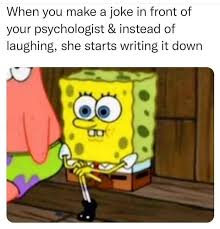 When you make a joke in front of
your psychologist & instead of
laughing, she starts writing it down